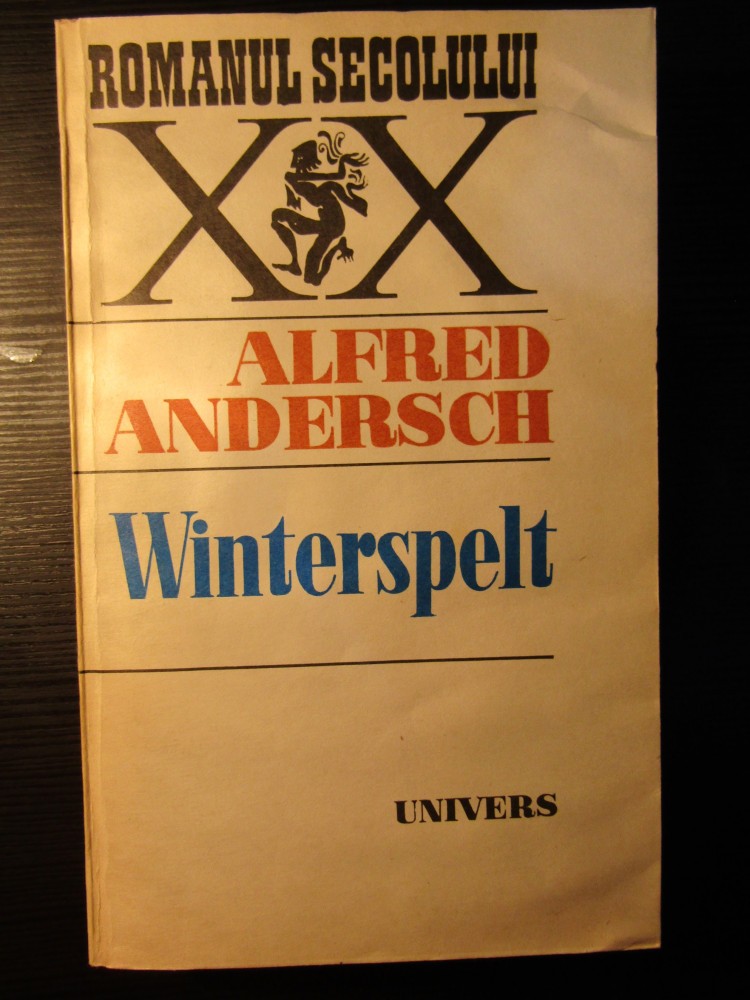 ROMANUL SECOLULUI
XX
ALFRED
ANDERSCH
Winterspelt
UNIVERS